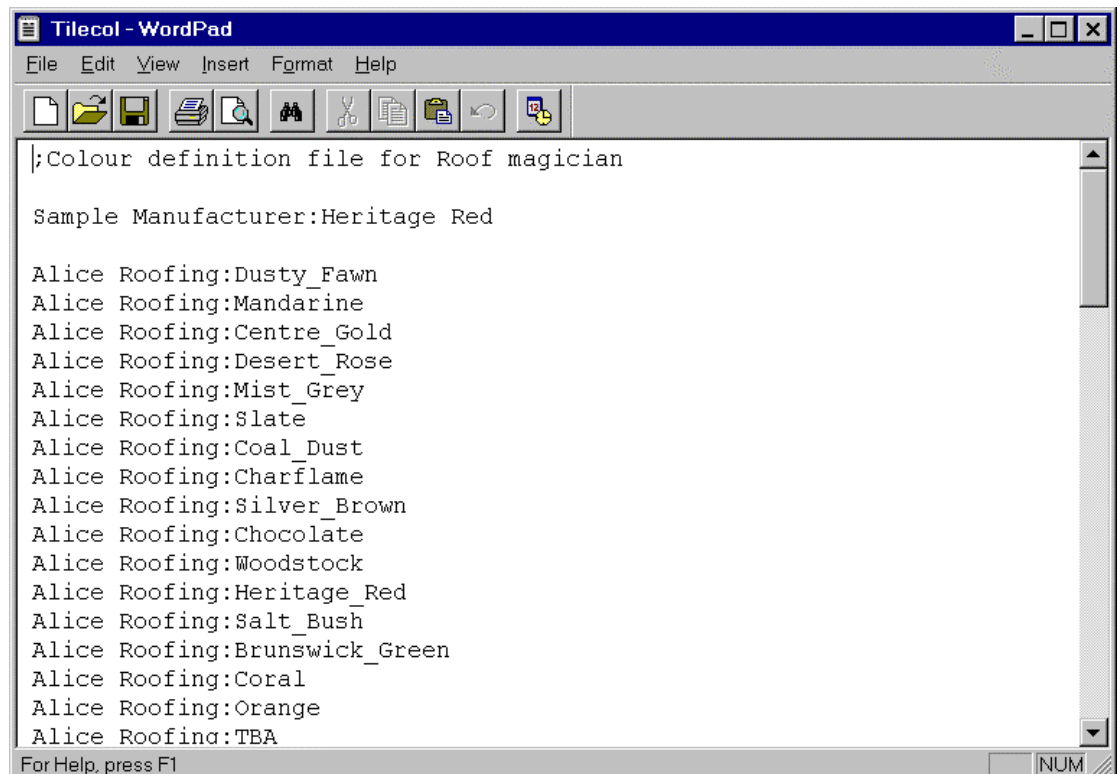 Tilecol - WordPad
File Edit View Insert Format Help
12
;Colour definition file for Roof magician
Sample Manufacturer:Heritage Red
Alice Roofing:Dusty_Fawn
Alice Roofing:Mandarine
Alice Roofing:Centre_Gold
Alice Roofing:Desert_Rose
Alice Roofing:Mist_Grey
Alice Roofing:Slate
Alice Roofing:Coal_Dust
Alice Roofing:Charflame
Alice Roofing:Silver_Brown
Alice Roofing:Chocolate
Alice Roofing:Woodstock
Alice Roofing:Heritage_Red
Alice Roofing:Salt_Bush
Alice Roofing:Brunswick_Green
Alice Roofing:Coral
Alice Roofing:Orange
Alice Roofing:TBA
For Help, press F1 NUM